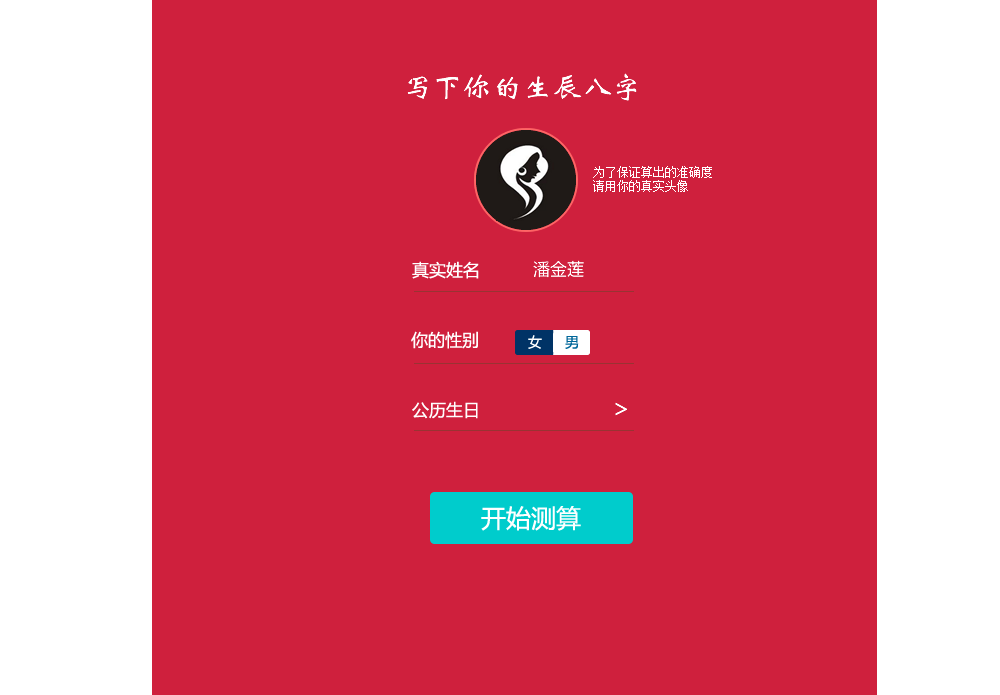 写下你的生辰八字
为了保证算出的准确度
请用你的真实头像
真实姓名 潘金莲
你的性别 女 男
公历生日 >
开始测算